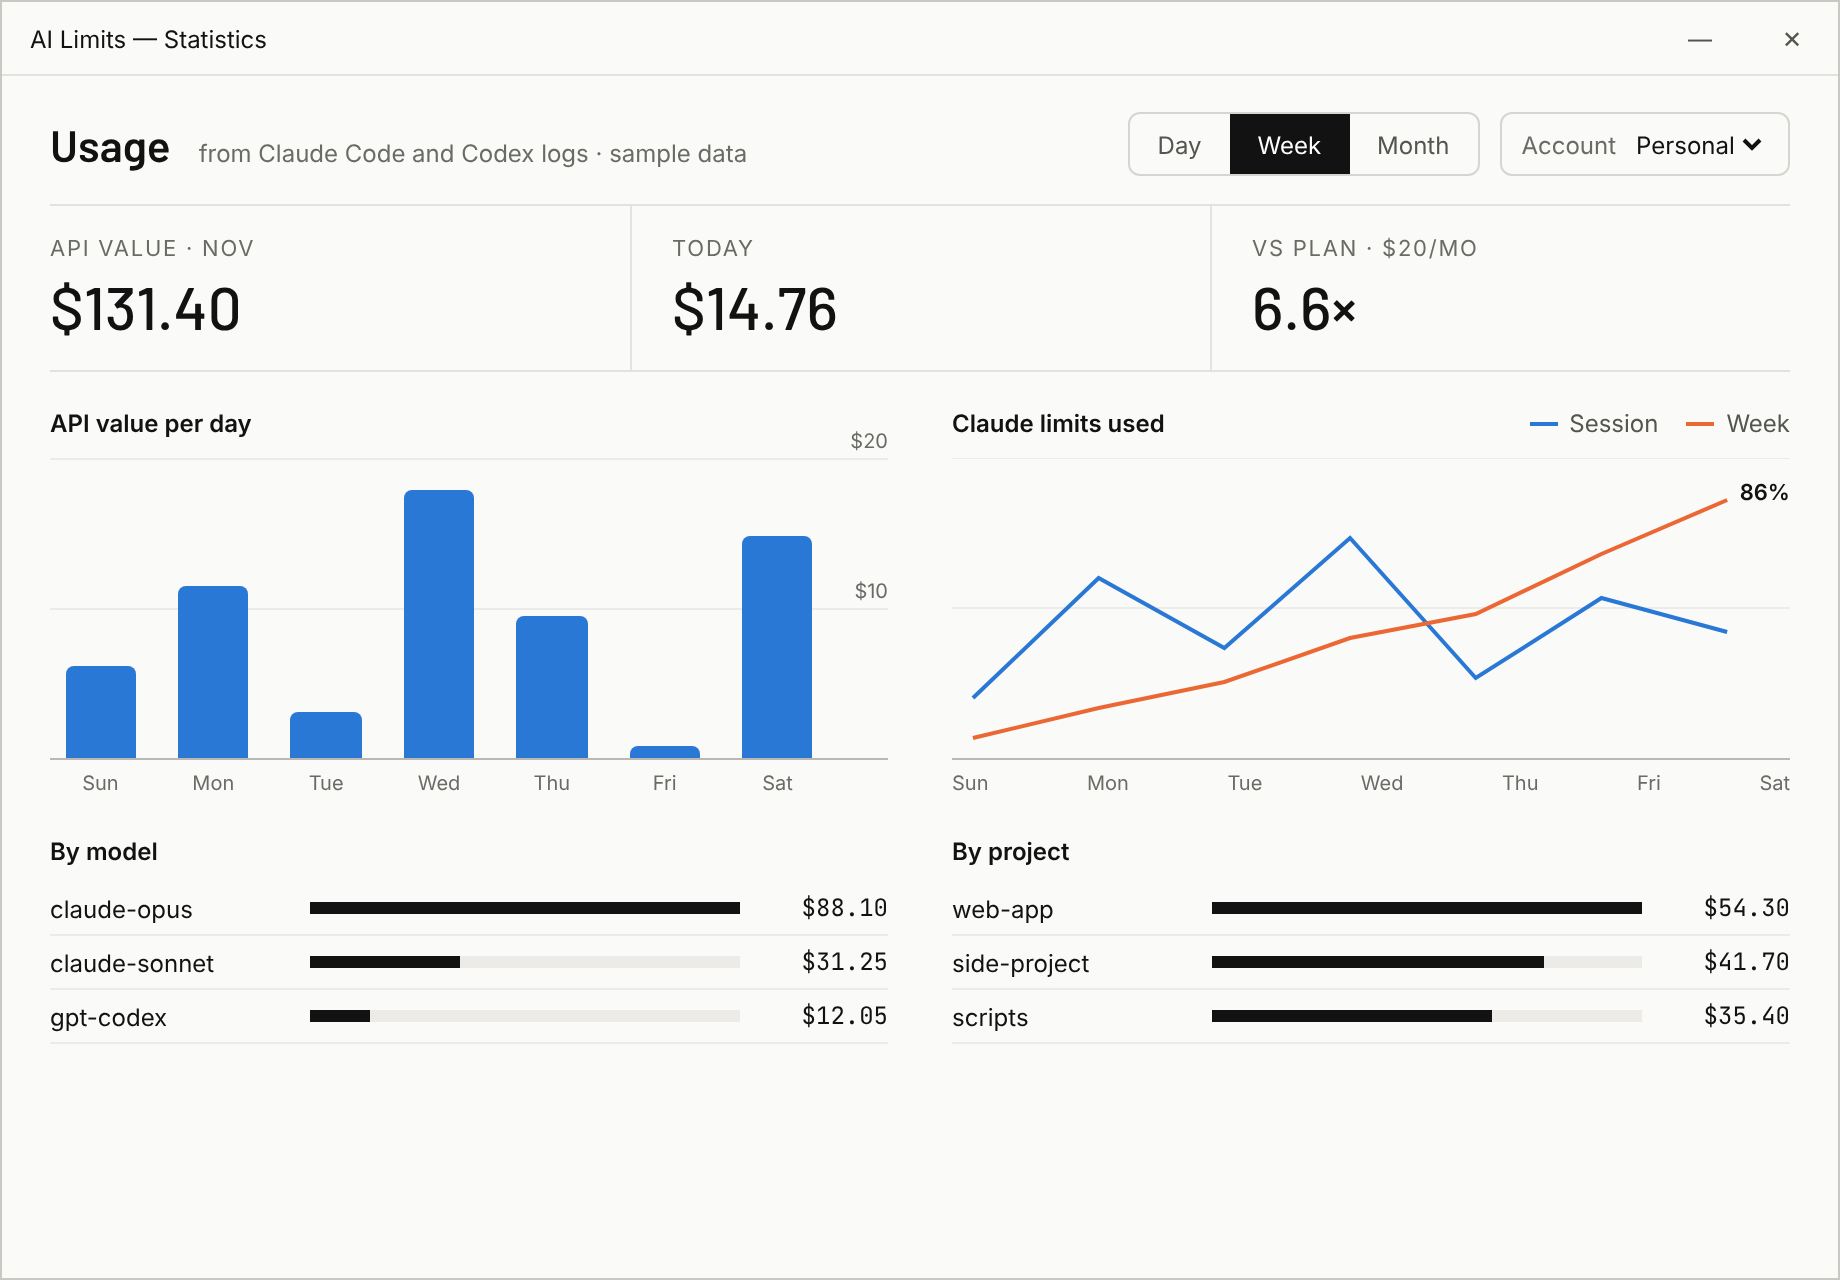 AI Limits — Statistics
— ×
Usage from Claude Code and Codex logs · sample data
Day Week Month Account Personal
API VALUE · NOV
$131.40
TODAY
$14.76
VS PLAN · $20/MO
6.6×
API value per day
$20
$10
Sun Mon Tue Wed Thu Fri Sat
Claude limits used
Session Week
86%
Sun Mon Tue Wed Thu Fri Sat
By model
claude-opus $88.10
claude-sonnet $31.25
gpt-codex $12.05
By project
web-app $54.30
side-project $41.70
scripts $35.40